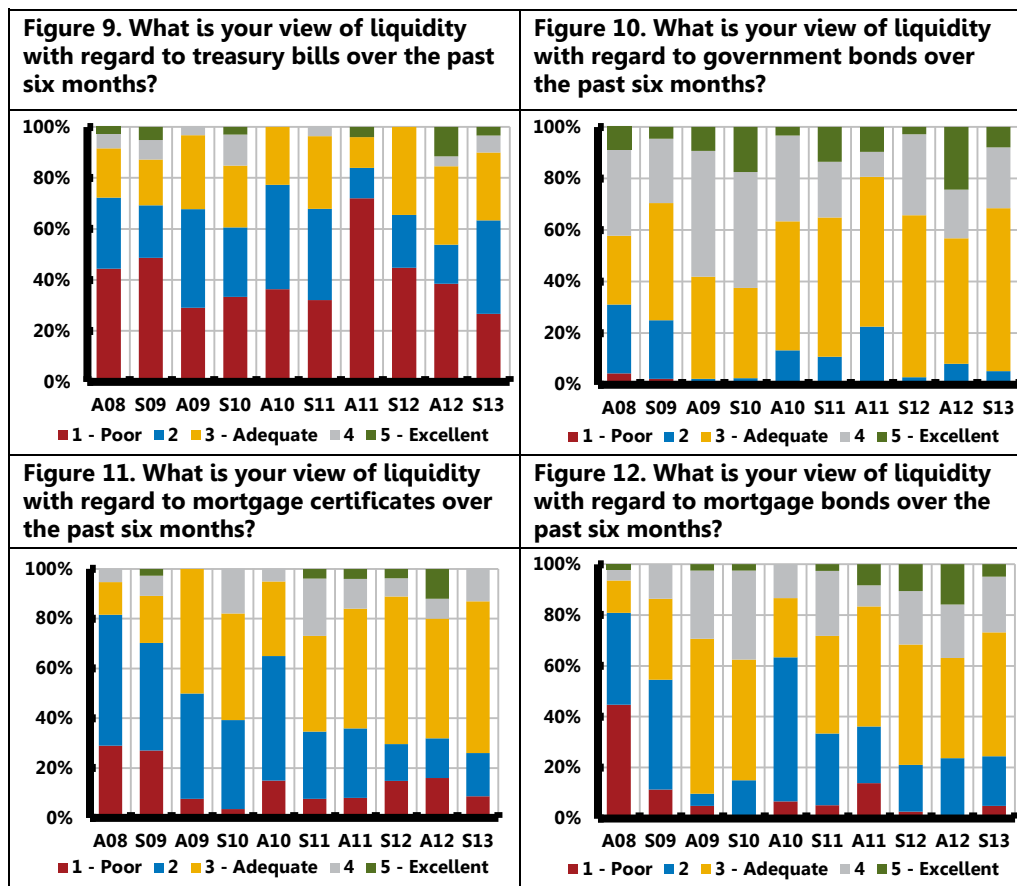 Figure 9. What is your view of liquidity
with regard to treasury bills over the past
six months?
100%
80%
60%
40%
20%
0%
A08 S09 A09 S10 A10 S11 A11 S12 A12 S13
1 - Poor 2 3 - Adequate 4 5 - Excellent
Figure 10. What is your view of liquidity
with regard to government bonds over
the past six months?
100%
80%
60%
40%
20%
0%
A08 S09 A09 S10 A10 S11 A11 S12 A12 S13
1 - Poor 2 3 - Adequate 4 5 - Excellent
Figure 11. What is your view of liquidity
with regard to mortgage certificates over
the past six months?
100%
80%
60%
40%
20%
0%
A08 S09 A09 S10 A10 S11 A11 S12 A12 S13
1 - Poor 2 3 - Adequate 4 5 - Excellent
Figure 12. What is your view of liquidity
with regard to mortgage bonds over the
past six months?
100%
80%
60%
40%
20%
0%
A08 S09 A09 S10 A10 S11 A11 S12 A12 S13
1 - Poor 2 3 - Adequate 4 5 - Excellent